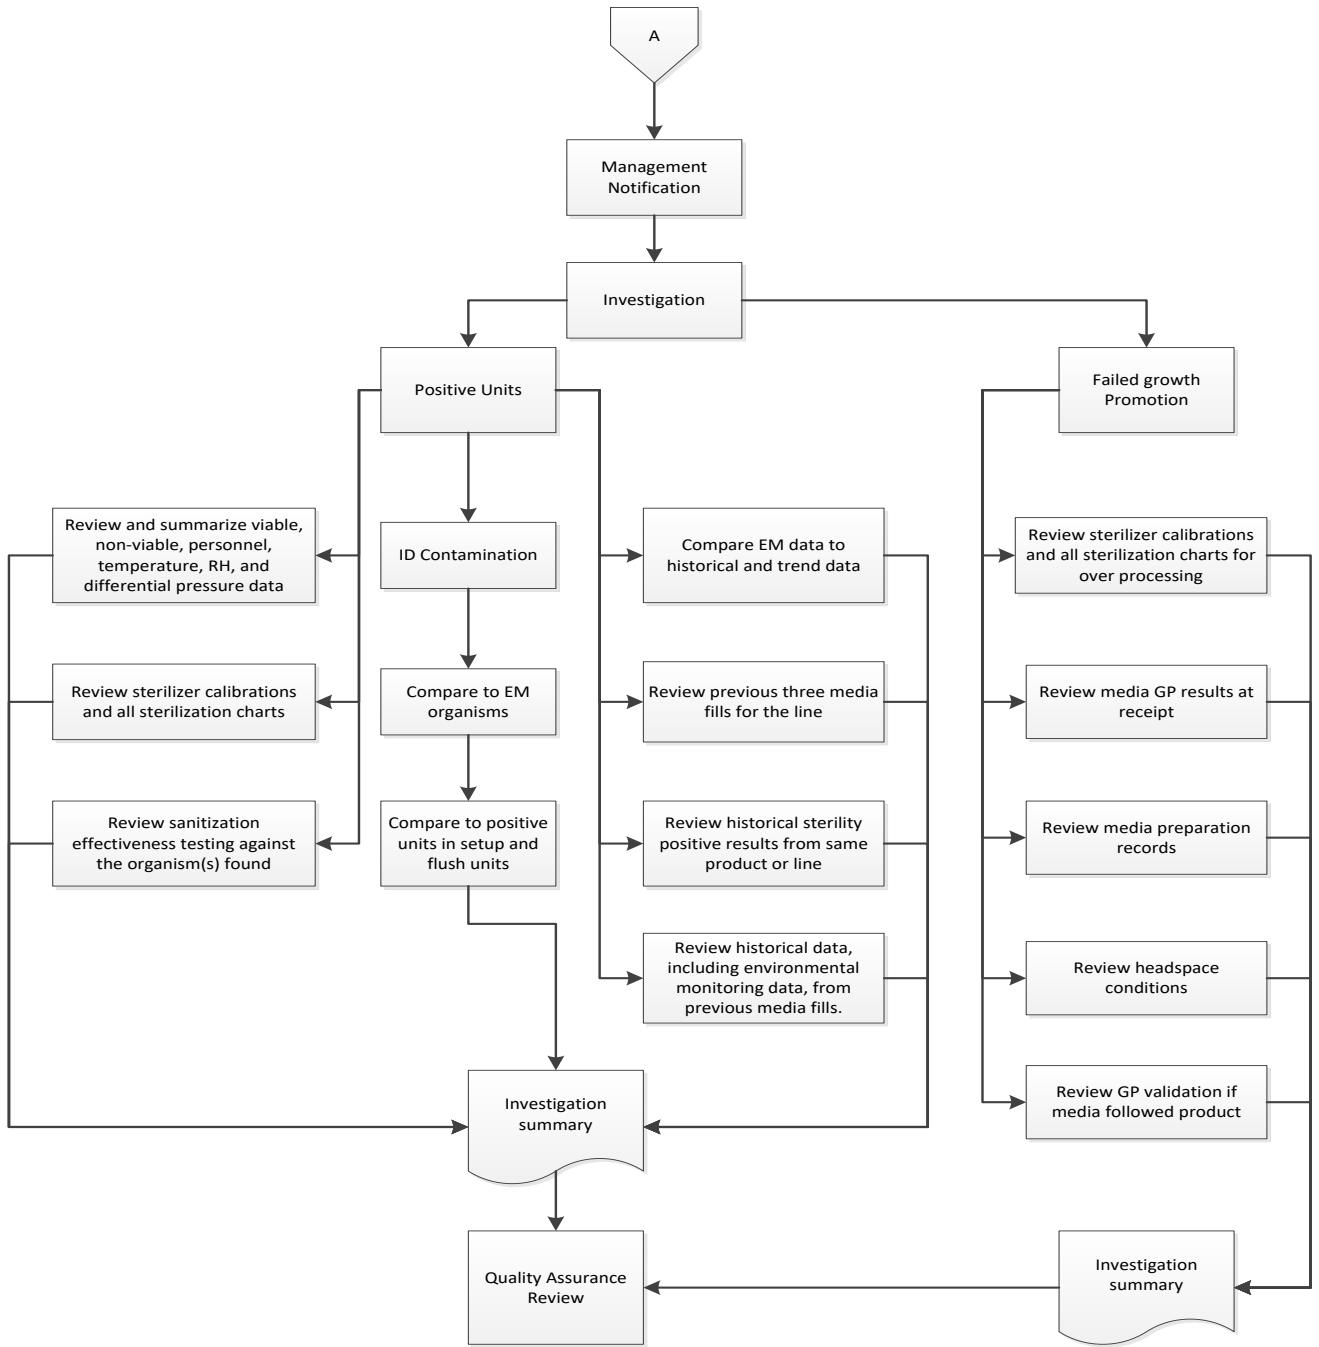 A
Management
Notification
Investigation
Positive Units
Failed growth
Promotion
Review and summarize viable,
non-viable, personnel,
temperature, RH, and
differential pressure data
ID Contamination
Compare EM data to
historical and trend data
Review sterilizer calibrations
and all sterilization charts for
over processing
Review sterilizer calibrations
and all sterilization charts
Compare to EM
organisms
Review previous three media
fills for the line
Review media GP results at
receipt
Review sanitization
effectiveness testing against
the organism(s) found
Compare to positive
units in setup and
flush units
Review historical sterility
positive results from same
product or line
Review media preparation
records
Review historical data,
including environmental
monitoring data, from
previous media fills.
Review headspace
conditions
Investigation
summary
Review GP validation if
media followed product
Quality Assurance
Review
Investigation
summary